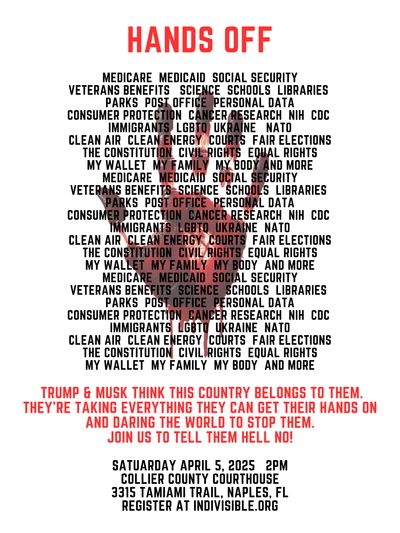 HANDS OFF
MEDICARE MEDICAID SOCIAL SECURITY
VETERANS BENEFITS SCIENCE SCHOOLS LIBRARIES
PARKS POST OFFICE PERSONAL DATA
CONSUMER PROTECTION CANCER RESEARCH NIH CDC
IMMIGRANTS LGBTQ UKRAINE NATO
CLEAN AIR CLEAN ENERGY COURTS FAIR ELECTIONS
THE CONSTITUTION CIVIL RIGHTS EQUAL RIGHTS
MY WALLET MY FAMILY MY BODY AND MORE
MEDICARE MEDICAID SOCIAL SECURITY
VETERANS BENEFITS SCIENCE SCHOOLS LIBRARIES
PARKS POST OFFICE PERSONAL DATA
CONSUMER PROTECTION CANCER RESEARCH NIH CDC
IMMIGRANTS LGBTQ UKRAINE NATO
CLEAN AIR CLEAN ENERGY COURTS FAIR ELECTIONS
THE CONSTITUTION CIVIL RIGHTS EQUAL RIGHTS
MY WALLET MY FAMILY MY BODY AND MORE
MEDICARE MEDICAID SOCIAL SECURITY
VETERANS BENEFITS SCIENCE SCHOOLS LIBRARIES
PARKS POST OFFICE PERSONAL DATA
CONSUMER PROTECTION CANCER RESEARCH NIH CDC
IMMIGRANTS LGBTQ UKRAINE NATO
CLEAN AIR CLEAN ENERGY COURTS FAIR ELECTIONS
THE CONSTITUTION CIVIL RIGHTS EQUAL RIGHTS
MY WALLET MY FAMILY MY BODY AND MORE
TRUMP & MUSK THINK THIS COUNTRY BELONGS TO THEM.
THEY'RE TAKING EVERYTHING THEY CAN GET THEIR HANDS ON
AND DARING THE WORLD TO STOP THEM.
JOIN US TO TELL THEM HELL NO!
SATUARDAY APRIL 5, 2025 2PM
COLLIER COUNTY COURTHOUSE
3315 TAMIAMI TRAIL, NAPLES, FL
REGISTER AT INDIVISIBLE.ORG